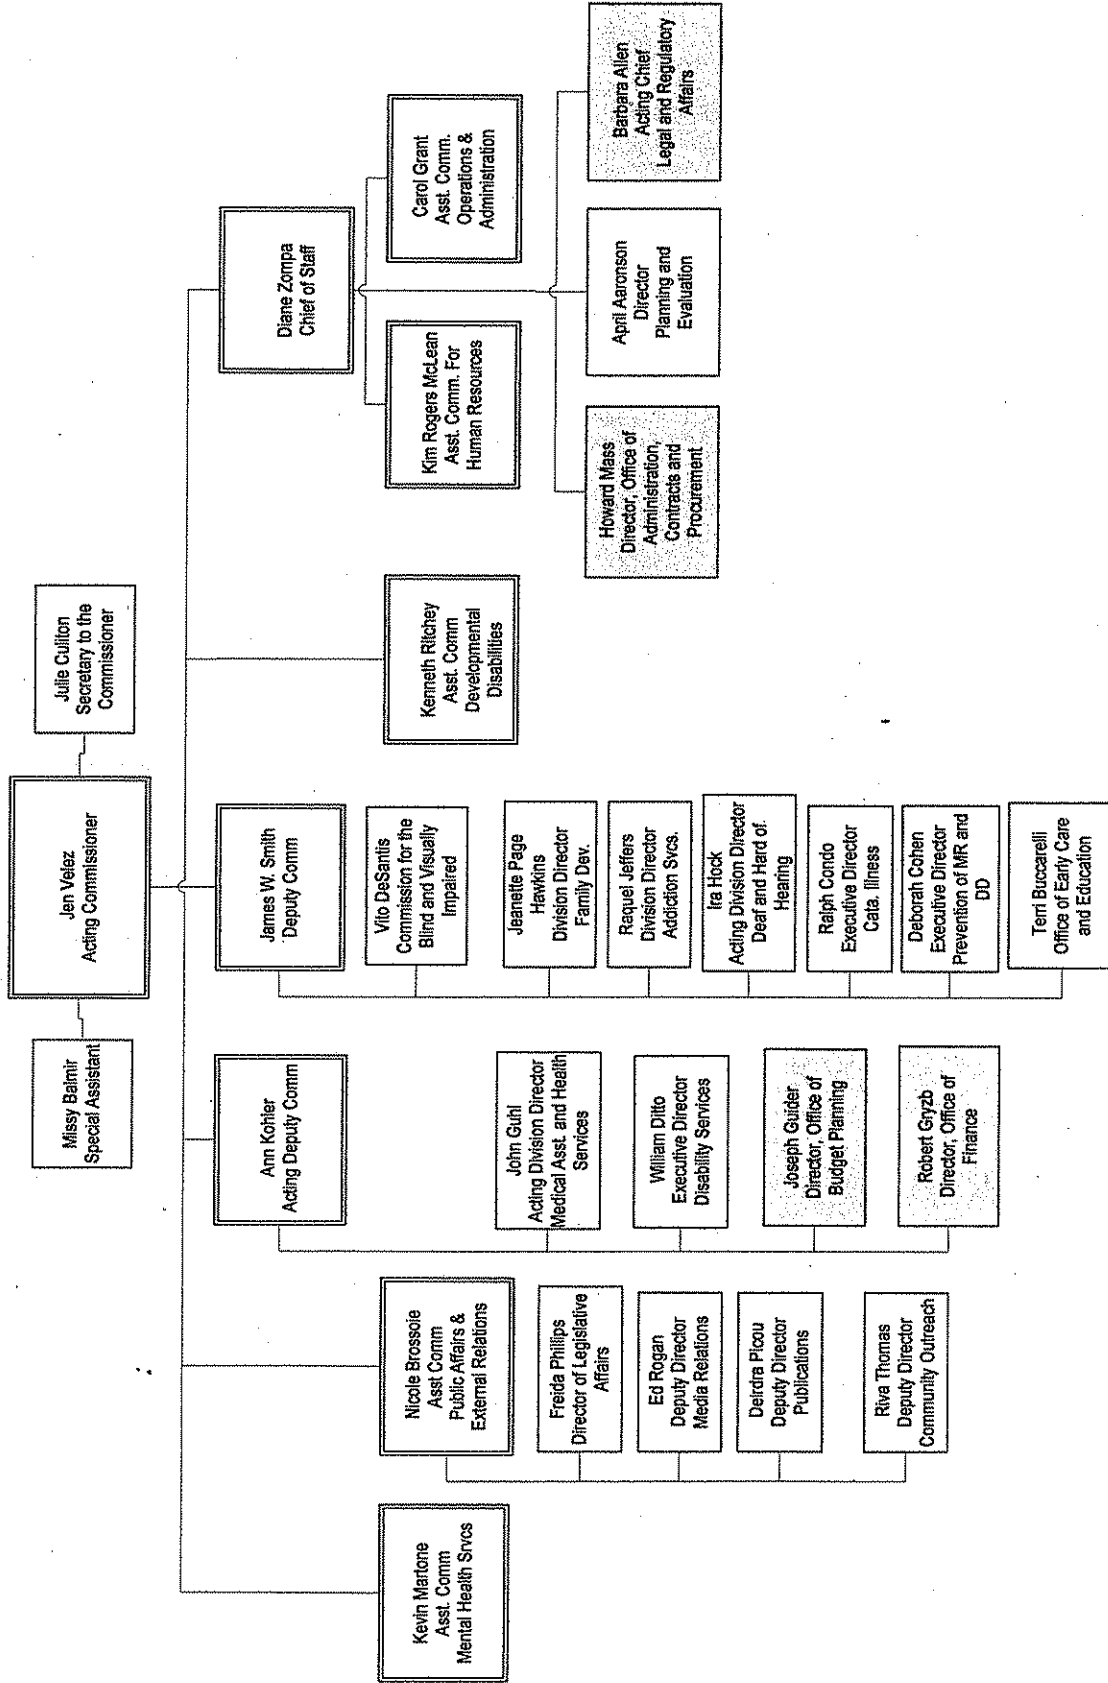 Missy Balmir
Special Assistant
Jen Velez
Acting Commissioner
Julie Culiton
Secretary to the
Commissioner
Kevin Martone
Asst. Comm
Mental Health Srvcs
Nicole Brossoie
Asst Comm
Public Affairs &
External Relations
Freida Phillips
Director of Legislative
Affairs
Ed Rogan
Deputy Director
Media Relations
Deirdra Picou
Deputy Director
Publications
Riva Thomas
Deputy Director
Community Outreach
Ann Kohler
Acting Deputy Comm
John Guhl
Acting Division Director
Medical Asst. and Health
Services
William Ditto
Executive Director
Disability Services
Joseph Guider
Director, Office of
Budget Planning
Robert Gryzb
Director, Office of
Finance
James W. Smith
Deputy Comm
Vito DeSantis
Commission for the
Blind and Visually
Impaired
Jeanette Page
Hawkins
Division Director
Family Dev.
Raquel Jeffers
Division Director
Addiction Svcs.
Ira Hock
Acting Division Director
Deaf and Hard of
Hearing
Ralph Condo
Executive Director
Cata. Illness
Deborah Cohen
Executive Director
Prevention of MR and
DD
Terri Buccarelli
Office of Early Care
and Education
Kenneth Ritchey
Asst. Comm
Developmental
Disabilities
Diane Zompa
Chief of Staff
Kim Rogers McLean
Asst. Comm. For
Human Resources
Carol Grant
Asst. Comm.
Operations &
Administration
Howard Mass
Director, Office of
Administration,
Contracts and
Procurement
April Aaronson
Director
Planning and
Evaluation
Barbara Allen
Acting Chief
Legal and Regulatory
Affairs